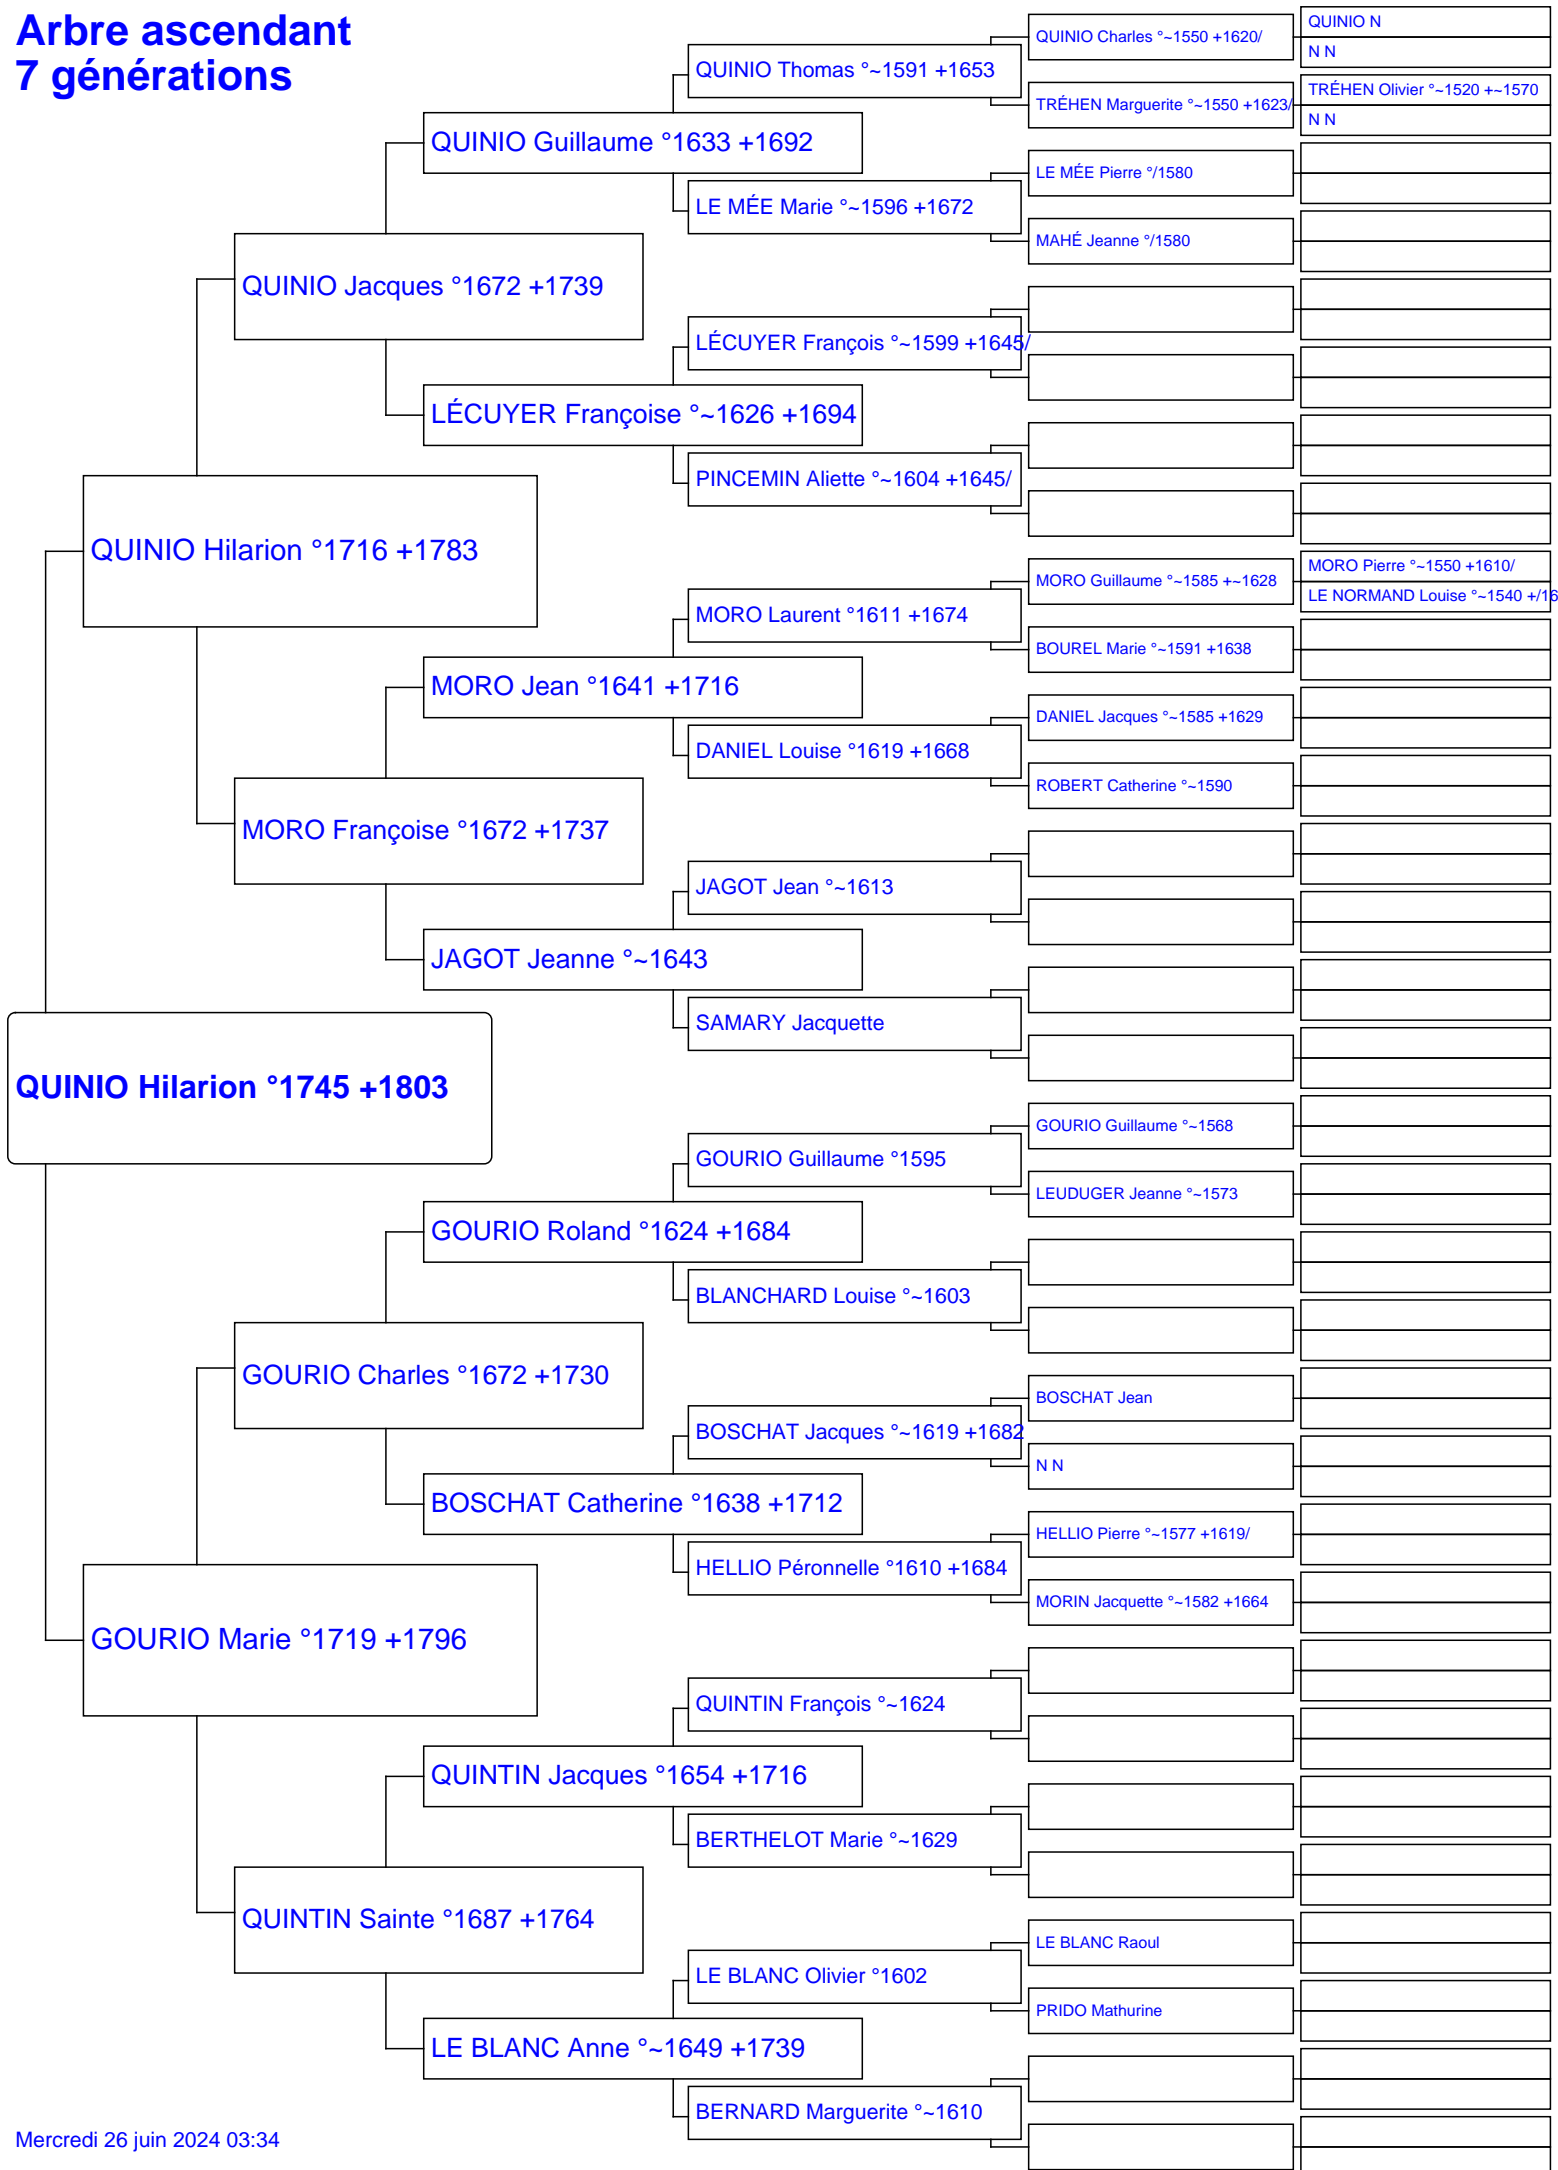 Arbre ascendant
7 générations
QUINIO Hilarion °1745 +1803
QUINIO Hilarion °1716 +1783
GOURIO Marie °1719 +1796
QUINIO Jacques °1672 +1739
MORO Françoise °1672 +1737
GOURIO Charles °1672 +1730
QUINTIN Sainte °1687 +1764
QUINIO Guillaume °1633 +1692
LÉCUYER Françoise °~1626 +1694
MORO Jean °1641 +1716
JAGOT Jeanne °~1643
GOURIO Roland °1624 +1684
BOSCHAT Catherine °1638 +1712
QUINTIN Jacques °1654 +1716
LE BLANC Anne °~1649 +1739
QUINIO Thomas °~1591 +1653
LE MÉE Marie °~1596 +1672
LÉCUYER François °~1599 +1645/
PINCEMIN Aliette °~1604 +1645/
MORO Laurent °1611 +1674
DANIEL Louise °1619 +1668
JAGOT Jean °~1613
SAMARY Jacquette
GOURIO Guillaume °1595
BLANCHARD Louise °~1603
BOSCHAT Jacques °~1619 +1682
HELLIO Péronnelle °1610 +1684
QUINTIN François °~1624
BERTHELOT Marie °~1629
LE BLANC Olivier °1602
BERNARD Marguerite °~1610
QUINIO Charles °~1550 +1620/
TRÉHEN Marguerite °~1550 +1623/
LE MÉE Pierre °/1580
MAHÉ Jeanne °/1580
MORO Guillaume °~1585 +~1628
BOUREL Marie °~1591 +1638
DANIEL Jacques °~1585 +1629
ROBERT Catherine °~1590
GOURIO Guillaume °~1568
LEUDUGER Jeanne °~1573
BOSCHAT Jean
N N
HELLIO Pierre °~1577 +1619/
MORIN Jacquette °~1582 +1664
LE BLANC Raoul
PRIDO Mathurine
QUINIO N
N N
TRÉHEN Olivier °~1520 +~1570
N N
MORO Pierre °~1550 +1610/
LE NORMAND Louise °~1540 +/16
Mercredi 26 juin 2024 03:34